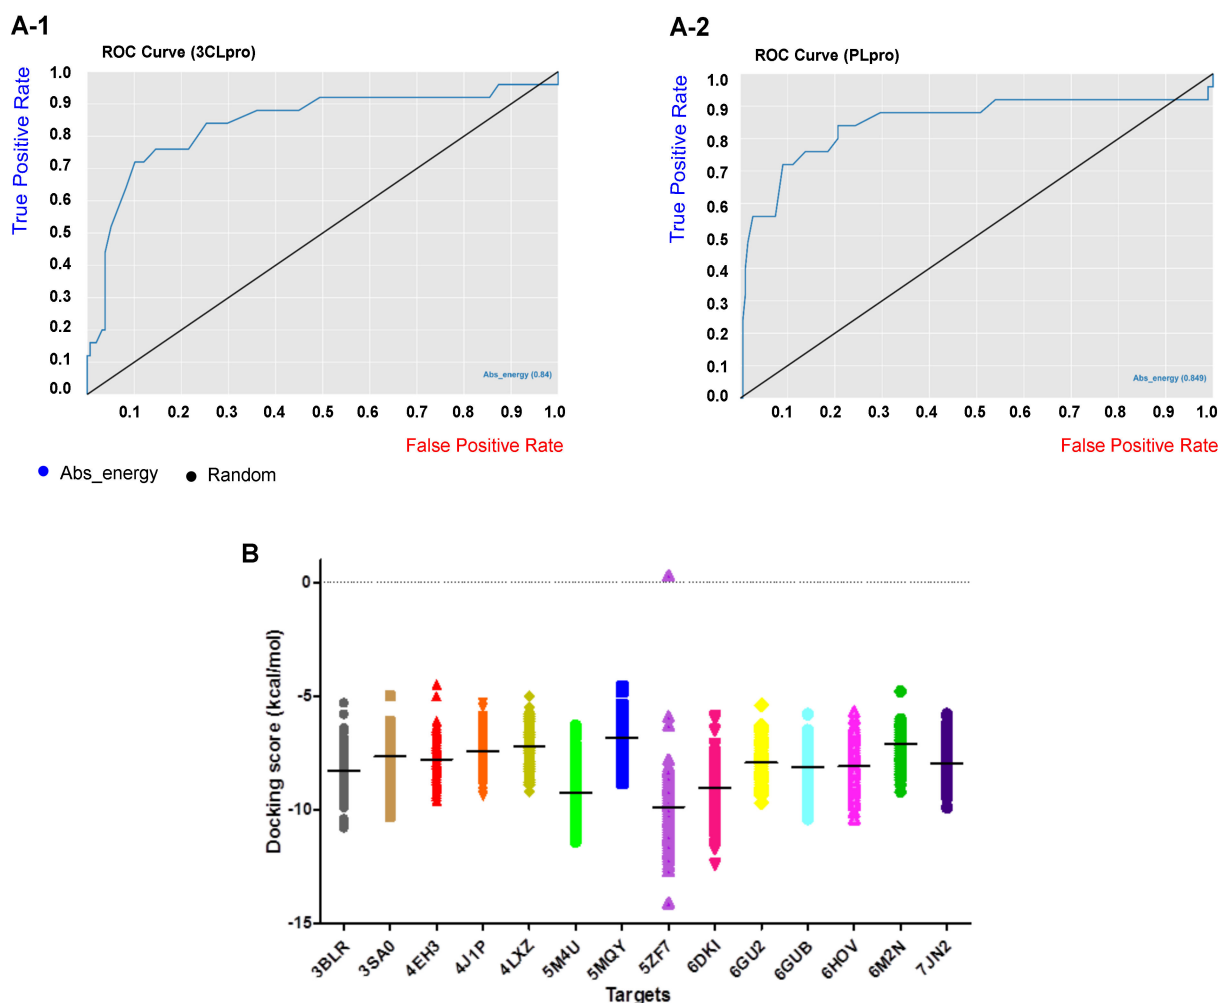 A-1
ROC Curve (3CLpro)
True Positive Rate
1.0
0.9
0.8
0.7
0.6
0.5
0.4
0.3
0.2
0.1
0.0
Abs_energy (0.84)
0.1 0.2 0.3 0.4 0.5 0.6 0.7 0.8 0.9 1.0
False Positive Rate
Abs_energy Random
A-2
ROC Curve (PLpro)
True Positive Rate
1.0
0.9
0.8
0.7
0.6
0.5
0.4
0.3
0.2
0.1
0.0
Abs_energy (0.849)
0.1 0.2 0.3 0.4 0.5 0.6 0.7 0.8 0.9 1.0
False Positive Rate
B
Docking score (kcal/mol)
0
-5
-10
-15
3BLR 3SA0 4EH3 4J1P 4LXZ 5M4U 5MQY 5ZF7 6DKI 6GU2 6GUB 6HOV 6M2N 7JN2
Targets